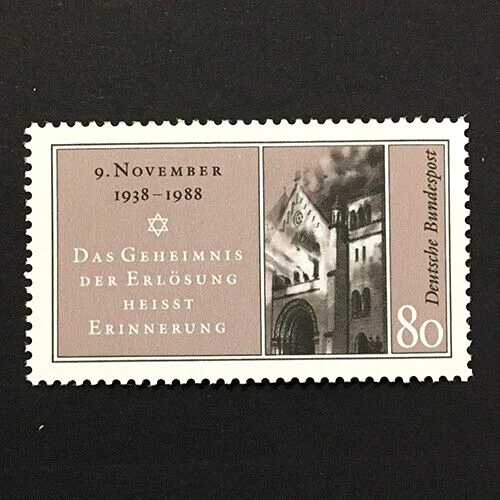 9. NOVEMBER
1938–1988
DAS GEHEIMNIS
DER ERLÖSUNG
HEISST
ERINNERUNG
Deutsche Bundespost
80